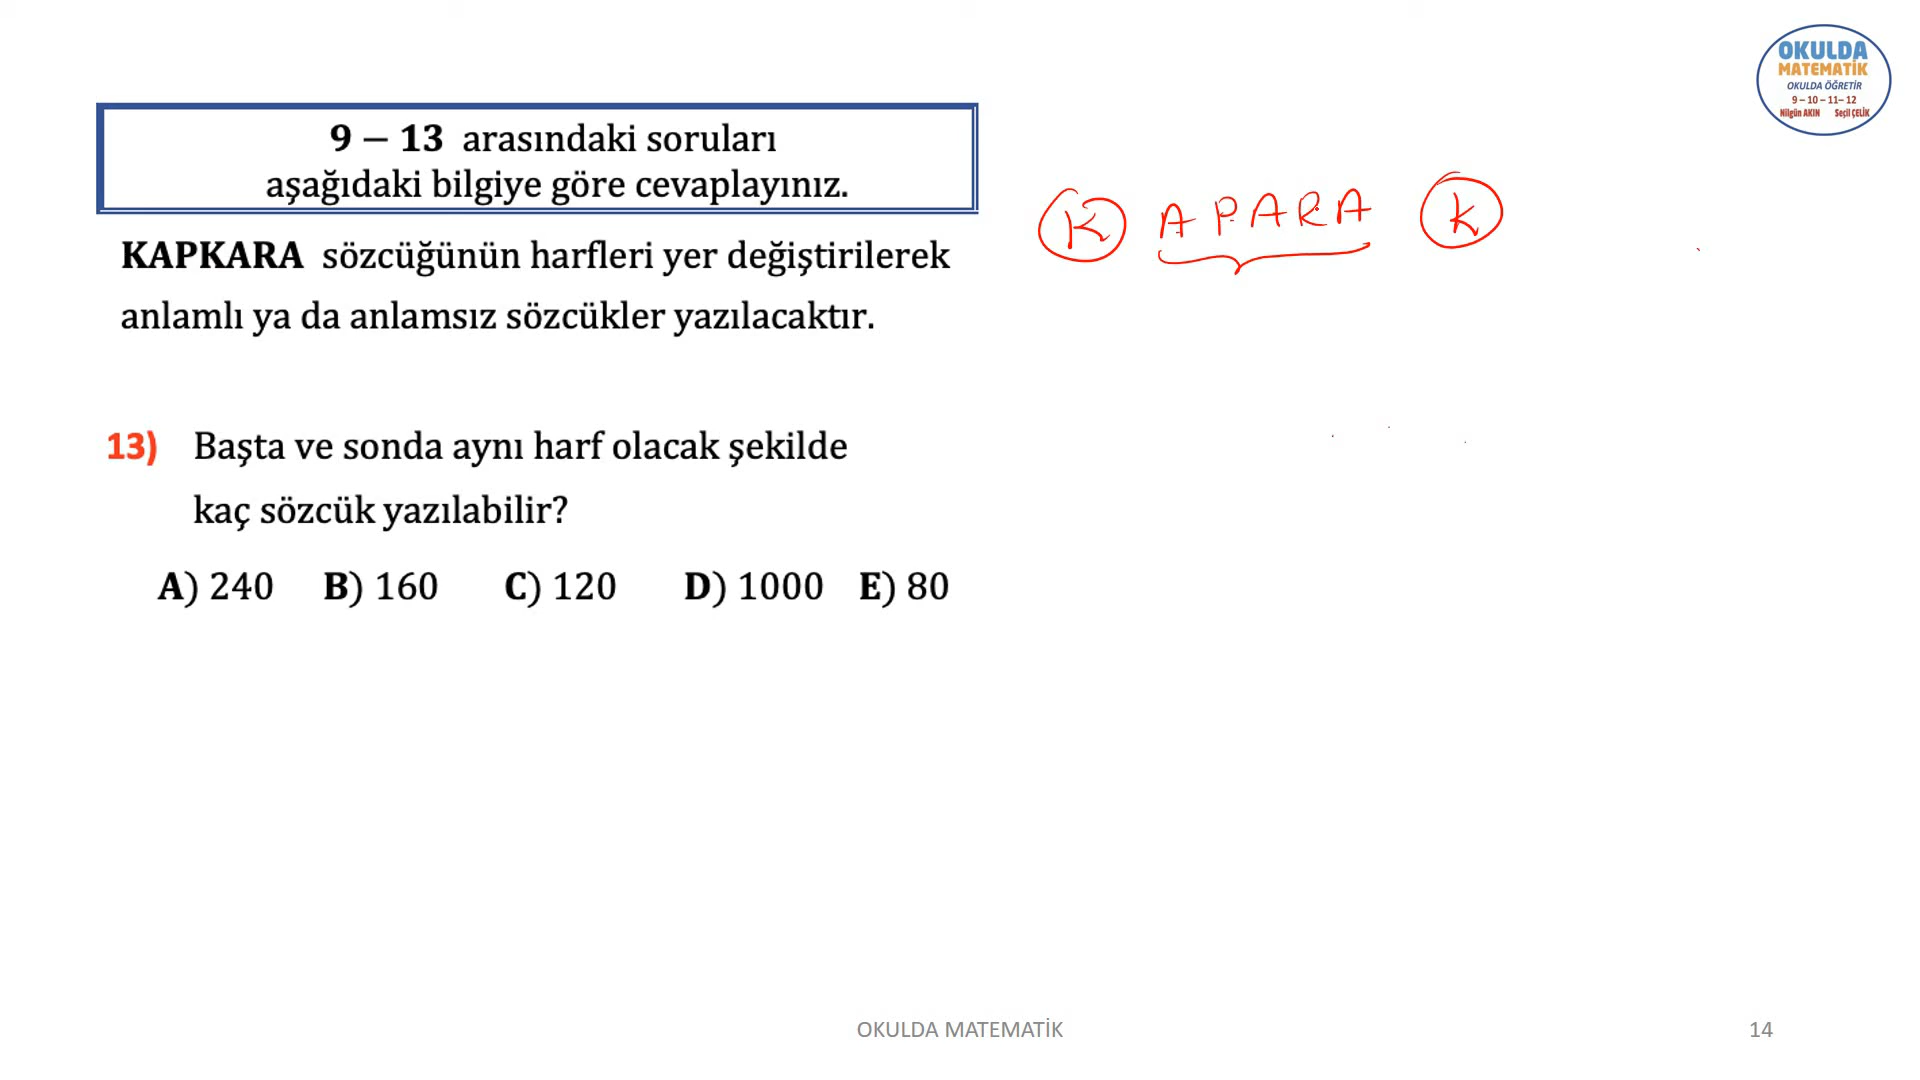 OKULDA
MATEMATİK
OKULDA ÖĞRETİR
9 – 10 – 11– 12
Nilgün AKIN Seçil ÇELİK
9 – 13 arasındaki soruları
aşağıdaki bilgiye göre cevaplayınız.
K APARA K
KAPKARA sözcüğünün harfleri yer değiştirilerek
anlamlı ya da anlamsız sözcükler yazılacaktır.
13) Başta ve sonda aynı harf olacak şekilde
kaç sözcük yazılabilir?
A) 240 B) 160 C) 120 D) 1000 E) 80
OKULDA MATEMATİK 14